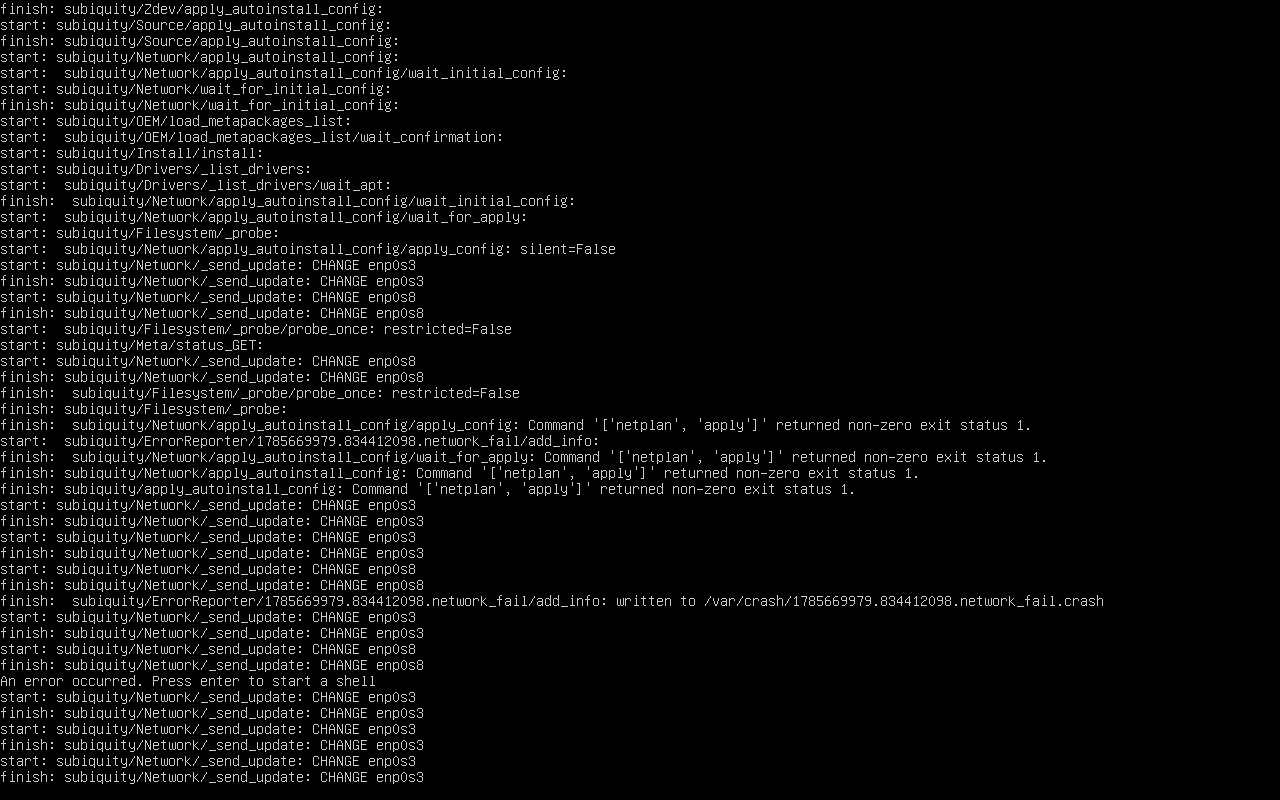 finish: subiquity/Zdev/apply_autoinstall_config:
start: subiquity/Source/apply_autoinstall_config:
finish: subiquity/Source/apply_autoinstall_config:
start: subiquity/Network/apply_autoinstall_config:
start:  subiquity/Network/apply_autoinstall_config/wait_initial_config:
start: subiquity/Network/wait_for_initial_config:
finish: subiquity/Network/wait_for_initial_config:
start: subiquity/OEM/load_metapackages_list:
start:  subiquity/OEM/load_metapackages_list/wait_confirmation:
start: subiquity/Install/install:
start: subiquity/Drivers/_list_drivers:
start:  subiquity/Drivers/_list_drivers/wait_apt:
finish:  subiquity/Network/apply_autoinstall_config/wait_initial_config:
start:  subiquity/Network/apply_autoinstall_config/wait_for_apply:
start: subiquity/Filesystem/_probe:
start:  subiquity/Network/apply_autoinstall_config/apply_config: silent=False
start: subiquity/Network/_send_update: CHANGE enp0s3
finish: subiquity/Network/_send_update: CHANGE enp0s3
start: subiquity/Network/_send_update: CHANGE enp0s8
finish: subiquity/Network/_send_update: CHANGE enp0s8
start:  subiquity/Filesystem/_probe/probe_once: restricted=False
start: subiquity/Meta/status_GET:
start: subiquity/Network/_send_update: CHANGE enp0s8
finish: subiquity/Network/_send_update: CHANGE enp0s8
finish:  subiquity/Filesystem/_probe/probe_once: restricted=False
finish: subiquity/Filesystem/_probe:
finish:  subiquity/Network/apply_autoinstall_config/apply_config: Command '['netplan', 'apply']' returned non-zero exit status 1.
start:  subiquity/ErrorReporter/1785669979.834412098.network_fail/add_info:
finish:  subiquity/Network/apply_autoinstall_config/wait_for_apply: Command '['netplan', 'apply']' returned non-zero exit status 1.
finish: subiquity/Network/apply_autoinstall_config: Command '['netplan', 'apply']' returned non-zero exit status 1.
finish: subiquity/apply_autoinstall_config: Command '['netplan', 'apply']' returned non-zero exit status 1.
start: subiquity/Network/_send_update: CHANGE enp0s3
finish: subiquity/Network/_send_update: CHANGE enp0s3
start: subiquity/Network/_send_update: CHANGE enp0s3
finish: subiquity/Network/_send_update: CHANGE enp0s3
start: subiquity/Network/_send_update: CHANGE enp0s8
finish: subiquity/Network/_send_update: CHANGE enp0s8
finish:  subiquity/ErrorReporter/1785669979.834412098.network_fail/add_info: written to /var/crash/1785669979.834412098.network_fail.crash
start: subiquity/Network/_send_update: CHANGE enp0s3
finish: subiquity/Network/_send_update: CHANGE enp0s3
start: subiquity/Network/_send_update: CHANGE enp0s8
finish: subiquity/Network/_send_update: CHANGE enp0s8
An error occurred. Press enter to start a shell
start: subiquity/Network/_send_update: CHANGE enp0s3
finish: subiquity/Network/_send_update: CHANGE enp0s3
start: subiquity/Network/_send_update: CHANGE enp0s3
finish: subiquity/Network/_send_update: CHANGE enp0s3
start: subiquity/Network/_send_update: CHANGE enp0s3
finish: subiquity/Network/_send_update: CHANGE enp0s3